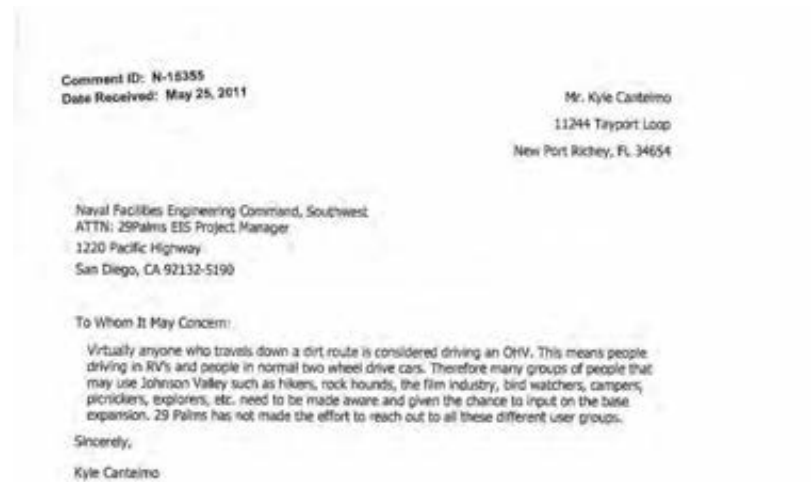 Comment ID: N-15355
Date Received: May 25, 2011
Mr. Kyle Cantelmo
11244 Tayport Loop
New Port Richey, FL 34654
Naval Facilities Engineering Command, Southwest
ATTN: 29Palms EIS Project Manager
1220 Pacific Highway
San Diego, CA 92132-5190
To Whom It May Concern:
Virtually anyone who travels down a dirt route is considered driving an OHV. This means people
driving in RV's and people in normal two wheel drive cars. Therefore many groups of people that
may use Johnson Valley such as hikers, rock hounds, the film industry, bird watchers, campers,
picnickers, explorers, etc. need to be made aware and given the chance to input on the base
expansion. 29 Palms has not made the effort to reach out to all these different user groups.
Sincerely,
Kyle Cantelmo